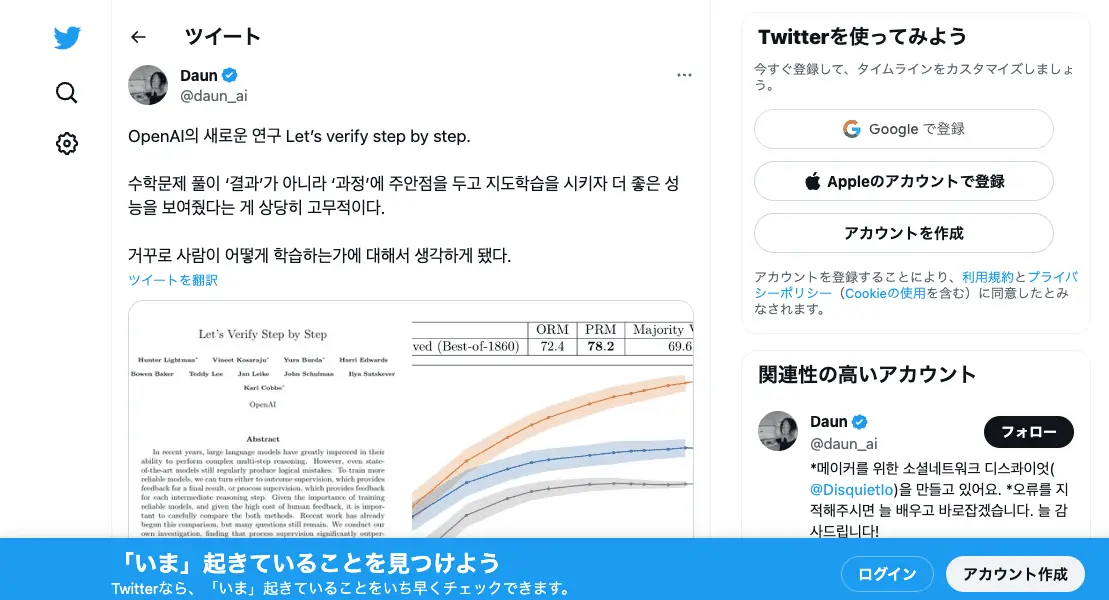 ツイート
Daun
@daun_ai
OpenAI의 새로운 연구 Let's verify step by step.
수학문제 풀이 ‘결과’가 아니라 ‘과정’에 주안점을 두고 지도학습을 시키자 더 좋은 성
능을 보여줬다는 게 상당히 고무적이다.
거꾸로 사람이 어떻게 학습하는가에 대해서 생각하게 됐다.
ツイートを翻訳
Let's Verify Step by Step
Hunter Lightman* Vineet Kosaraju* Yura Burda* Harri Edwards
Bowen Baker Teddy Lee Jan Leike John Schulman Ilya Sutskever
Karl Cobbe*
OpenAI
Abstract
In recent years, large language models have greatly improved in their
ability to perform complex multi-step reasoning. However, even state-
of-the-art models still regularly produce logical mistakes. To train more
reliable models, we can turn either to outcome supervision, which provides
feedback for a final result, or process supervision, which provides feedback
for each intermediate reasoning step. Given the importance of training
reliable models, and given the high cost of human feedback, it is impor-
tant to carefully compare the both methods. Recent work has already
begun this comparison, but many questions still remain. We conduct our
own investigation, finding that process supervision significantly outper-
ORM PRM Majority V
ved (Best-of-1860) 72.4 78.2 69.6
Twitterを使ってみよう
今すぐ登録して、タイムラインをカスタマイズしましょ
う。
Google で登録
Appleのアカウントで登録
アカウントを作成
アカウントを登録することにより、利用規約とプライバ
シーポリシー（Cookieの使用を含む）に同意したとみ
なされます。
関連性の高いアカウント
Daun
@daun_ai
フォロー
*메이커를 위한 소셜네트워크 디스콰이엇(
@DisquietIo)을 만들고 있어요. *오류를 지
적해주시면 늘 배우고 바로잡겠습니다. 늘 감
사드립니다!
「いま」起きていることを見つけよう
Twitterなら、「いま」起きていることをいち早くチェックできます。
ログイン
アカウント作成